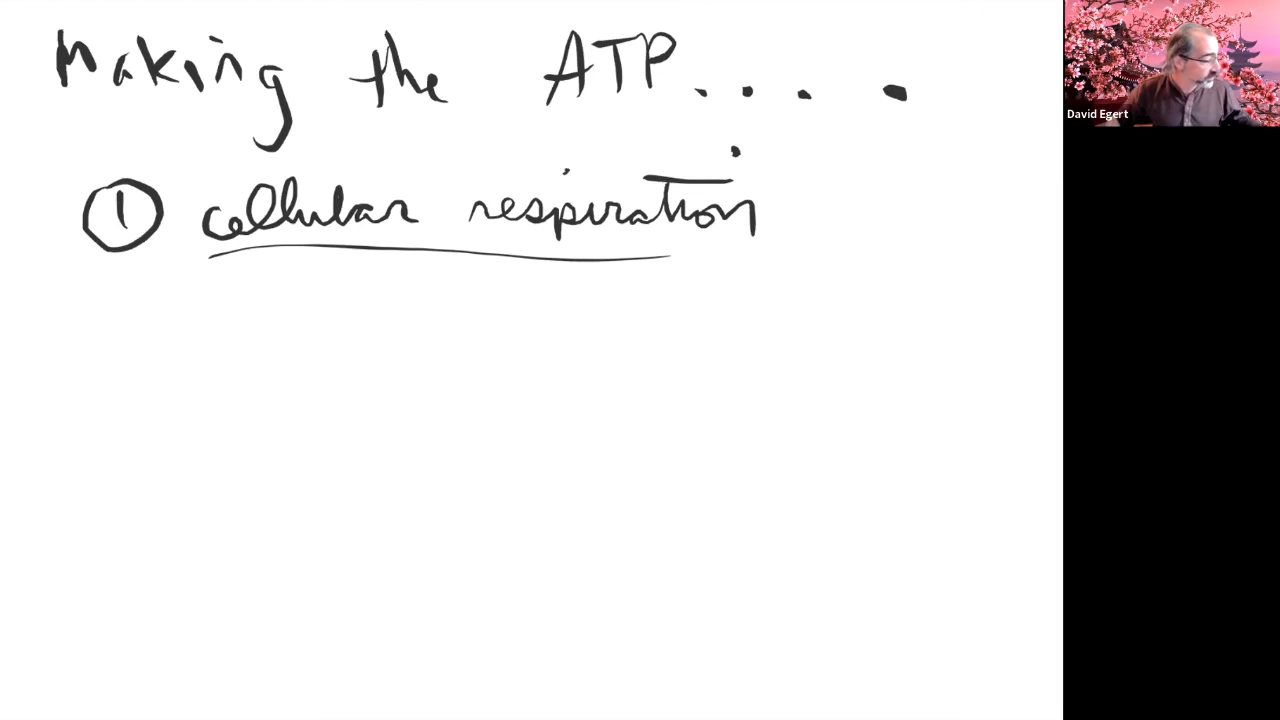 Making the ATP. . . .
① cellular respiration
David Egert